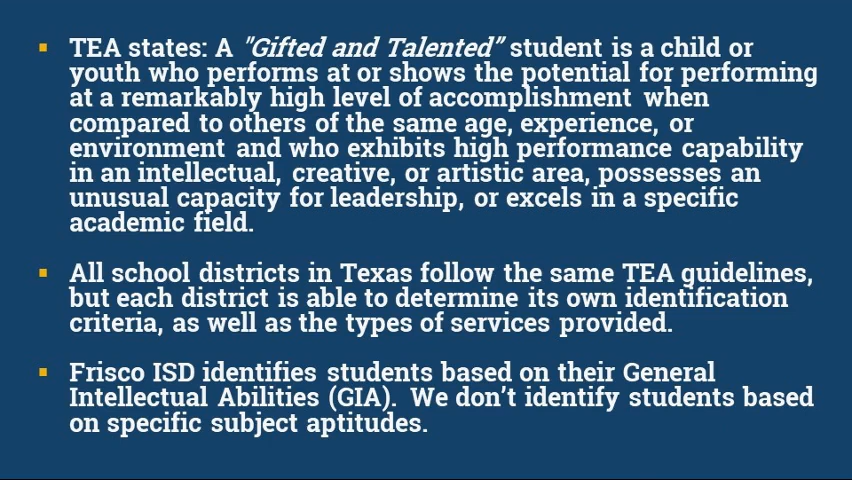 TEA states: A "Gifted and Talented” student is a child or
youth who performs at or shows the potential for performing
at a remarkably high level of accomplishment when
compared to others of the same age, experience, or
environment and who exhibits high performance capability
in an intellectual, creative, or artistic area, possesses an
unusual capacity for leadership, or excels in a specific
academic field.
All school districts in Texas follow the same TEA guidelines,
but each district is able to determine its own identification
criteria, as well as the types of services provided.
Frisco ISD identifies students based on their General
Intellectual Abilities (GIA). We don’t identify students based
on specific subject aptitudes.